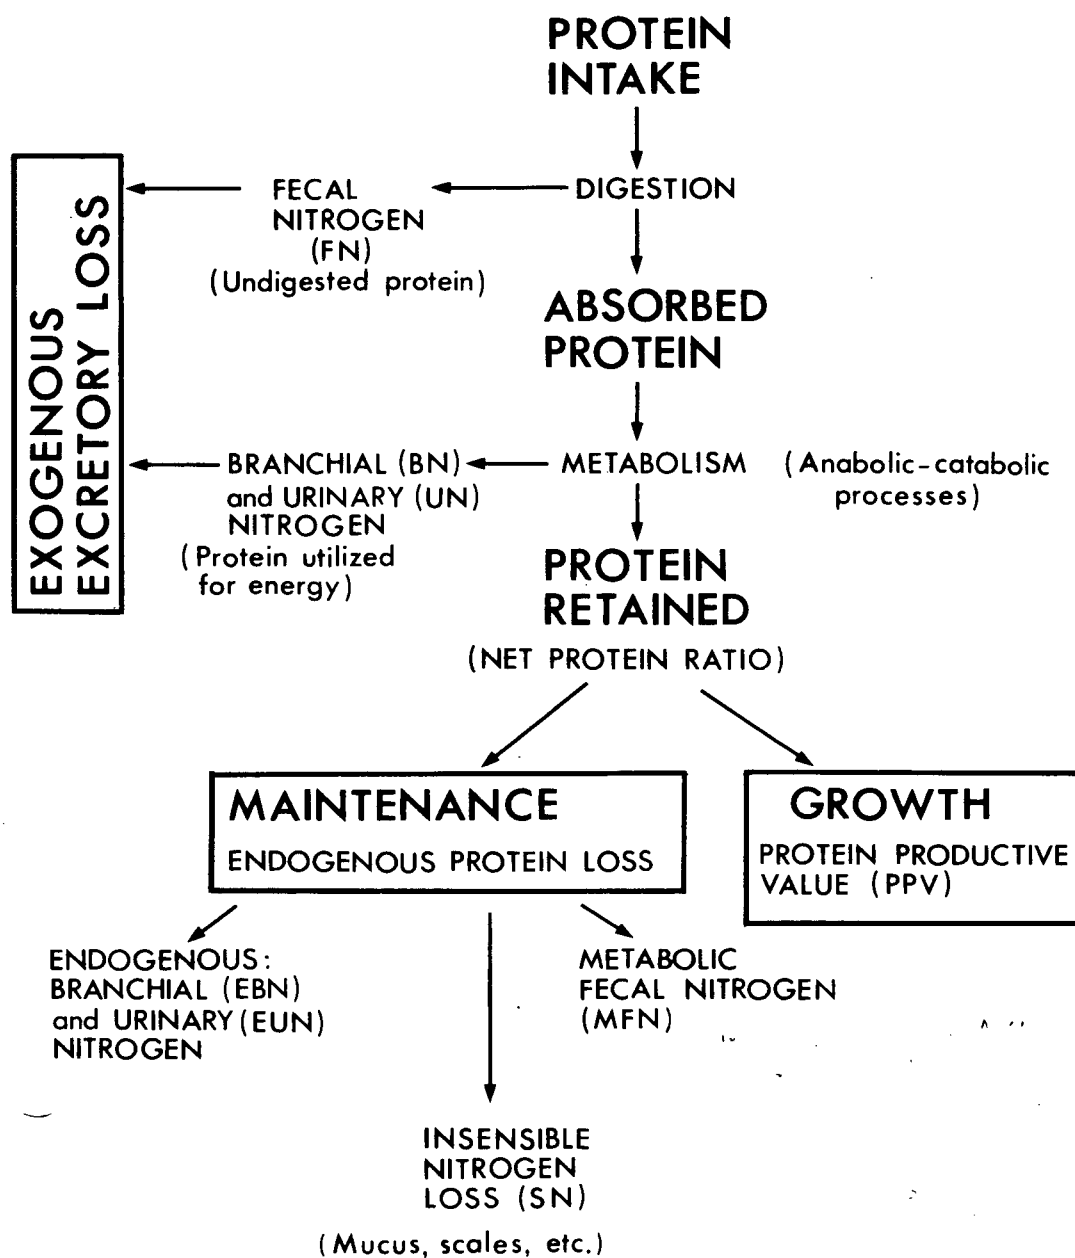 PROTEIN
INTAKE
DIGESTION
FECAL
NITROGEN
(FN)
(Undigested protein)
EXOGENOUS
EXCRETORY LOSS
ABSORBED
PROTEIN
METABOLISM (Anabolic-catabolic
processes)
BRANCHIAL (BN)
and URINARY (UN)
NITROGEN
(Protein utilized
for energy)
PROTEIN
RETAINED
(NET PROTEIN RATIO)
MAINTENANCE
ENDOGENOUS PROTEIN LOSS
GROWTH
PROTEIN PRODUCTIVE
VALUE (PPV)
ENDOGENOUS:
BRANCHIAL (EBN)
and URINARY (EUN)
NITROGEN
METABOLIC
FECAL NITROGEN
(MFN)
INSENSIBLE
NITROGEN
LOSS (SN)
(Mucus, scales, etc.)